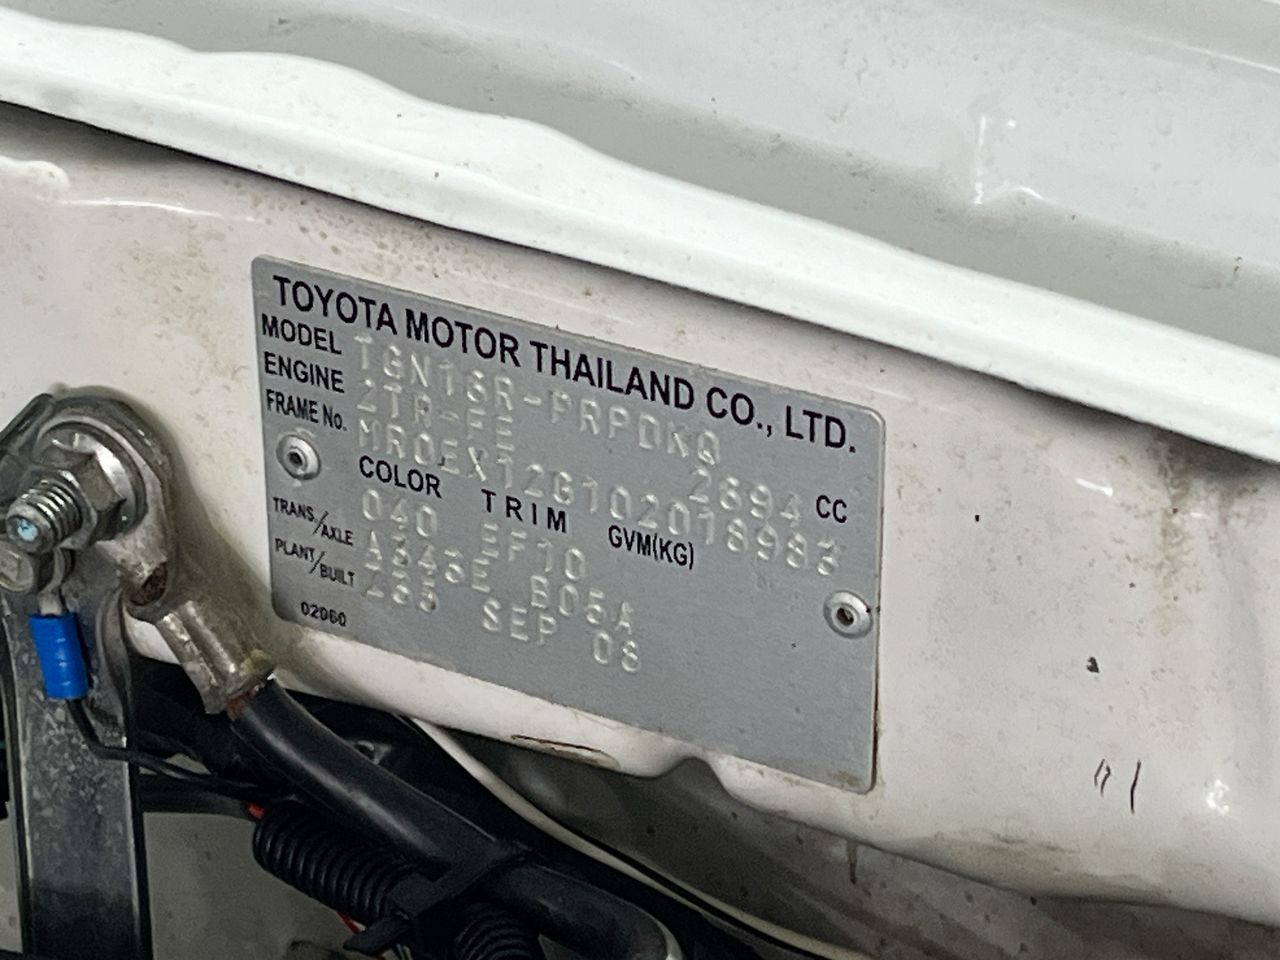 TOYOTA MOTOR THAILAND CO., LTD.
MODEL TGN16R-PRPDKQ
ENGINE 2TR-FE 2694 CC
FRAME No. MR0EX12G102018983
COLOR TRIM GVM(KG)
040 EF10
TRANS./AXLE A343E B05A
PLANT/BUILT Z35 SEP 08
02060